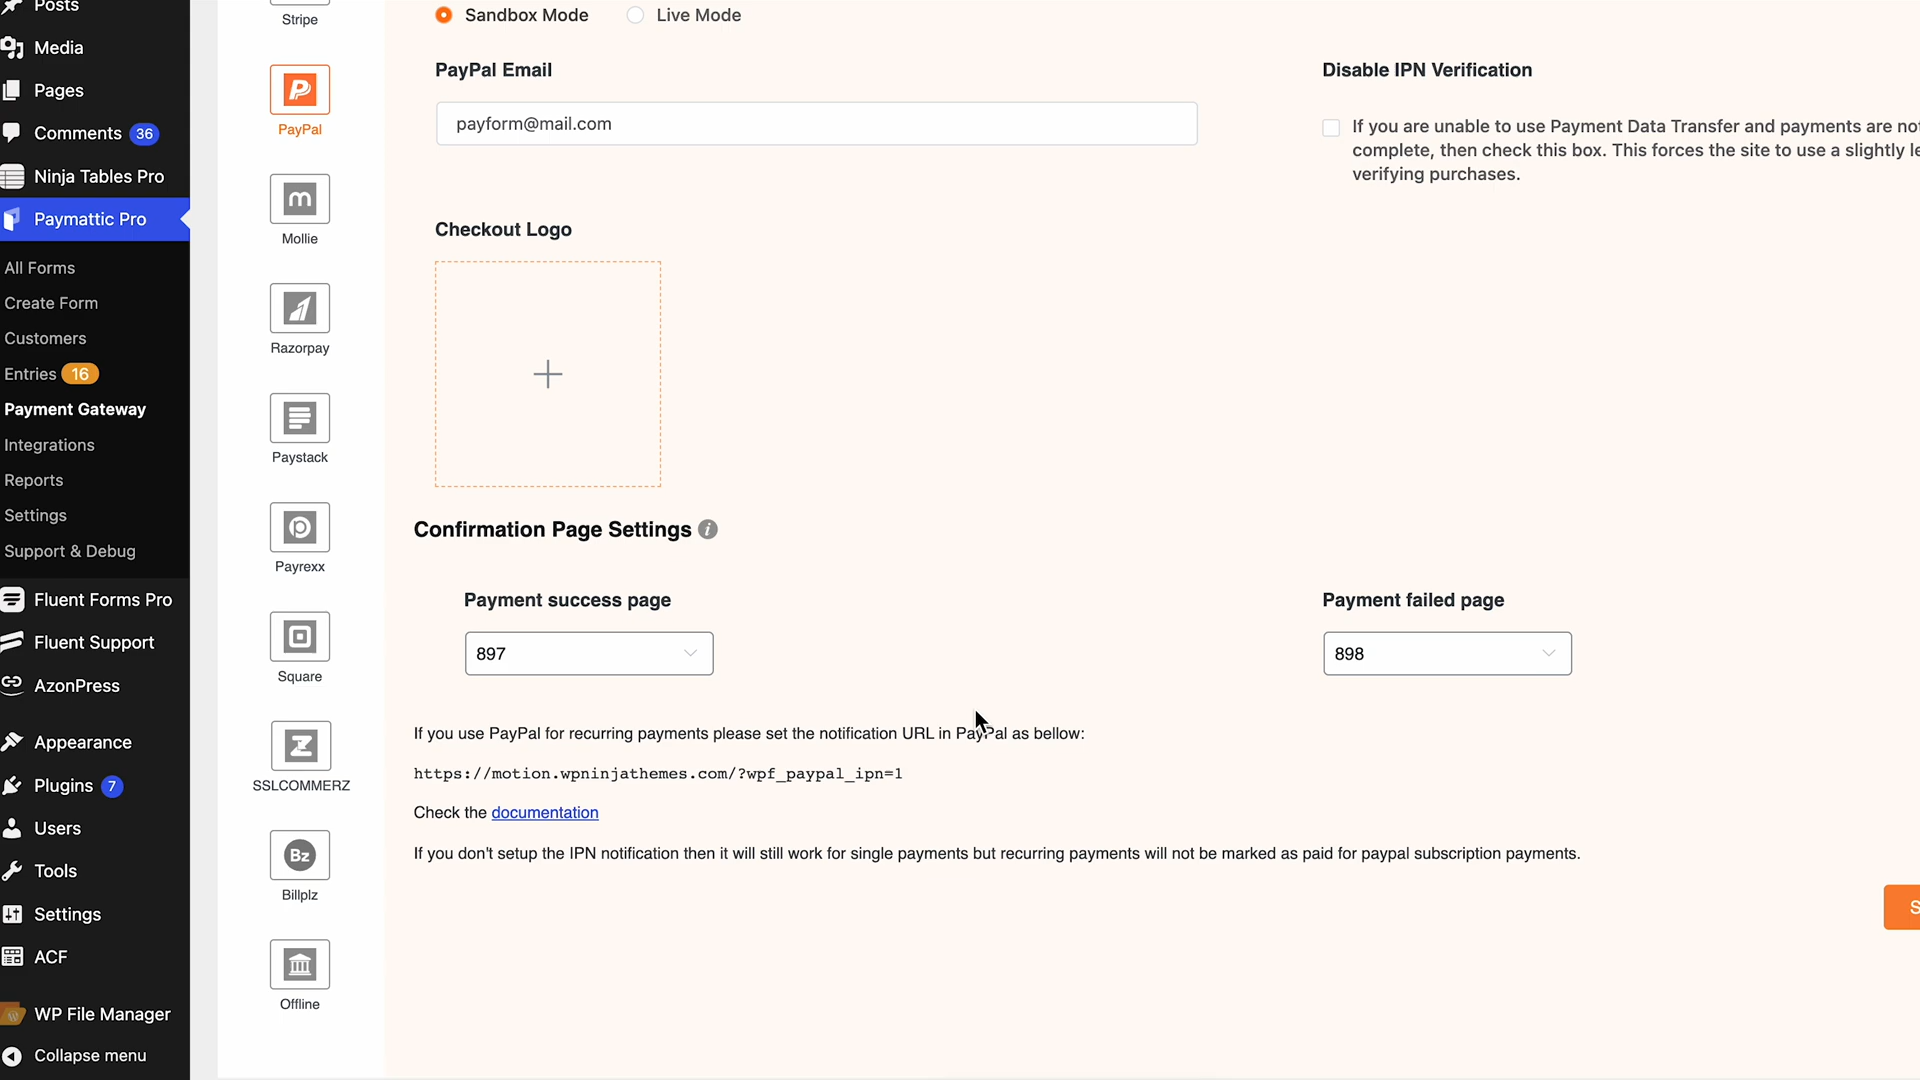 Posts
Media
Pages
Comments 36
Ninja Tables Pro
Paymattic Pro
All Forms
Create Form
Customers
Entries 16
Payment Gateway
Integrations
Reports
Settings
Support & Debug
Fluent Forms Pro
Fluent Support
AzonPress
Appearance
Plugins 7
Users
Tools
Settings
ACF
WP File Manager
Collapse menu
Stripe
PayPal
Mollie
Razorpay
Paystack
Payrexx
Square
SSLCOMMERZ
Bz
Billplz
Offline
Sandbox Mode Live Mode
PayPal Email
payform@mail.com
Disable IPN Verification
If you are unable to use Payment Data Transfer and payments are not
complete, then check this box. This forces the site to use a slightly
verifying purchases.
Checkout Logo
Confirmation Page Settings
Payment success page
897
Payment failed page
898
If you use PayPal for recurring payments please set the notification URL in PayPal as bellow:
https://motion.wpninjathemes.com/?wpf_paypal_ipn=1
Check the documentation
If you don't setup the IPN notification then it will still work for single payments but recurring payments will not be marked as paid for paypal subscription payments.